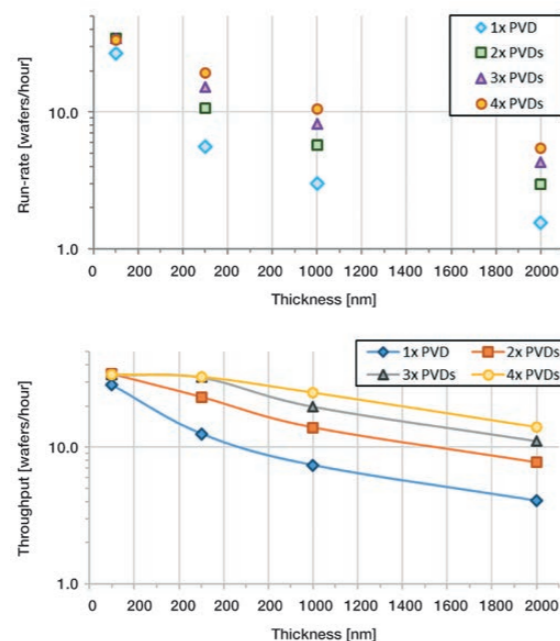 1x PVD
2x PVDs
3x PVDs
4x PVDs
Run-rate [wafers/hour]
10.0
1.0
0 200 200 200 200 1000 1200 1400 1600 1800 2000
Thickness [nm]
1x PVD 2x PVDs
3x PVDs 4x PVDs
Throughput [wafers/hour]
10.0
1.0
0 200 200 200 200 1000 1200 1400 1600 1800 2000
Thickness [nm]